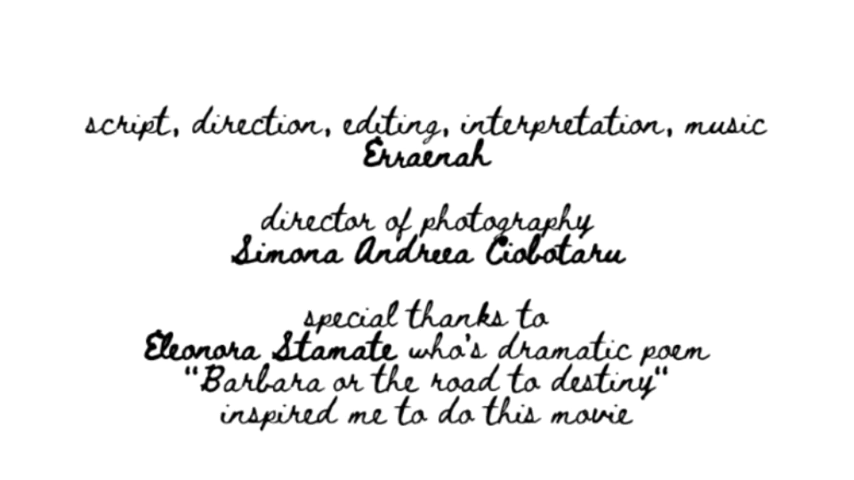 script, direction, editing, interpretation, music
Erraenah
director of photography
Simona Andreea Ciobotaru
special thanks to
Eleonora Stamate who's dramatic poem
"Barbara or the road to destiny"
inspired me to do this movie